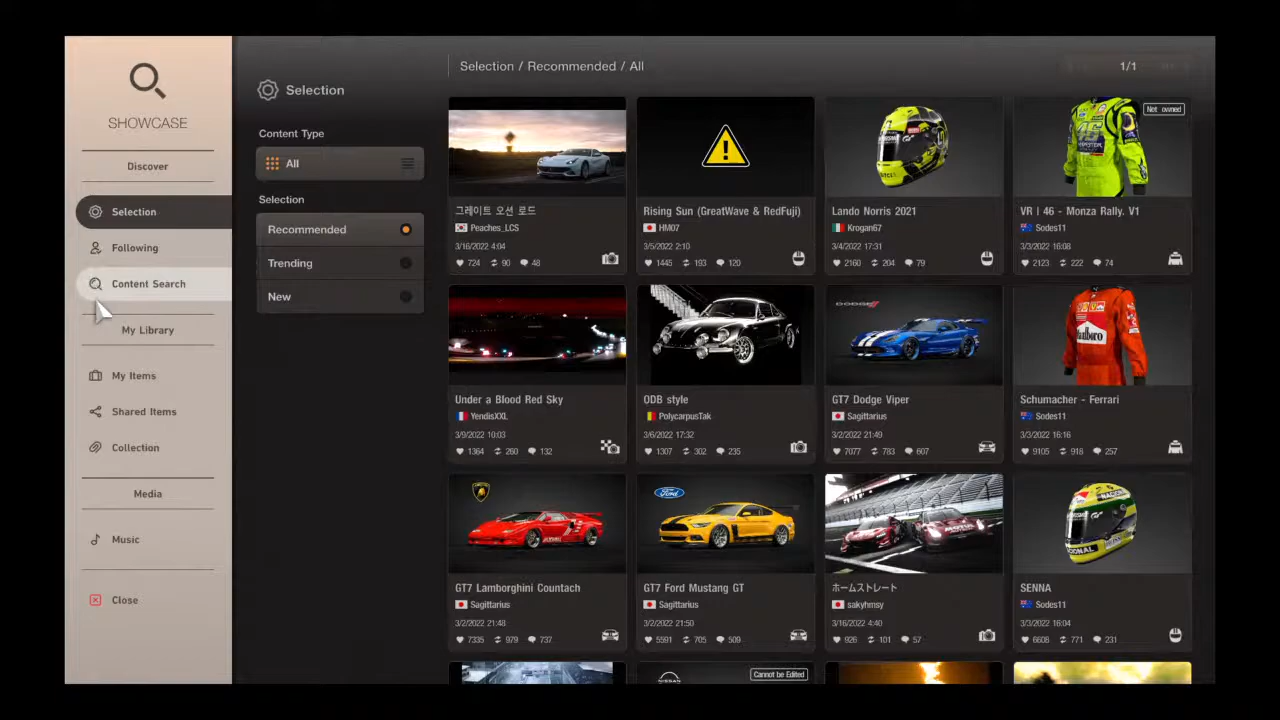 SHOWCASE
Discover
Selection
Following
Content Search
My Library
My Items
Shared Items
Collection
Media
Music
Close
Selection
Content Type
All
Selection
Recommended
Trending
New
Selection / Recommended / All
1/1
그레이트 오션 로드
Peaches_LCS
3/16/2022 4:04
724 90 48
Rising Sun (GreatWave & RedFuji)
HM07
3/5/2022 2:10
1445 193 120
Lando Norris 2021
Krogan67
3/4/2022 17:31
2160 204 79
Not owned
46
VR | 46 - Monza Rally. V1
Sodes11
3/3/2022 16:08
2123 222 74
Under a Blood Red Sky
YendisXXL
3/9/2022 10:03
1364 260 132
ODB style
PolycarpusTak
3/6/2022 17:32
1307 302 235
DODGE
GT7 Dodge Viper
Sagittarius
3/2/2022 21:49
7077 783 607
Marlboro
Schumacher - Ferrari
Sodes11
3/3/2022 16:16
9105 918 257
GT7 Lamborghini Countach
Sagittarius
3/2/2022 21:48
7335 979 737
Ford
GT7 Ford Mustang GT
Sagittarius
3/2/2022 21:50
5591 705 509
ホームストレート
sakyhmsy
3/16/2022 4:40
926 101 57
SENNA
Sodes11
3/3/2022 16:04
6608 771 231
Cannot be Edited